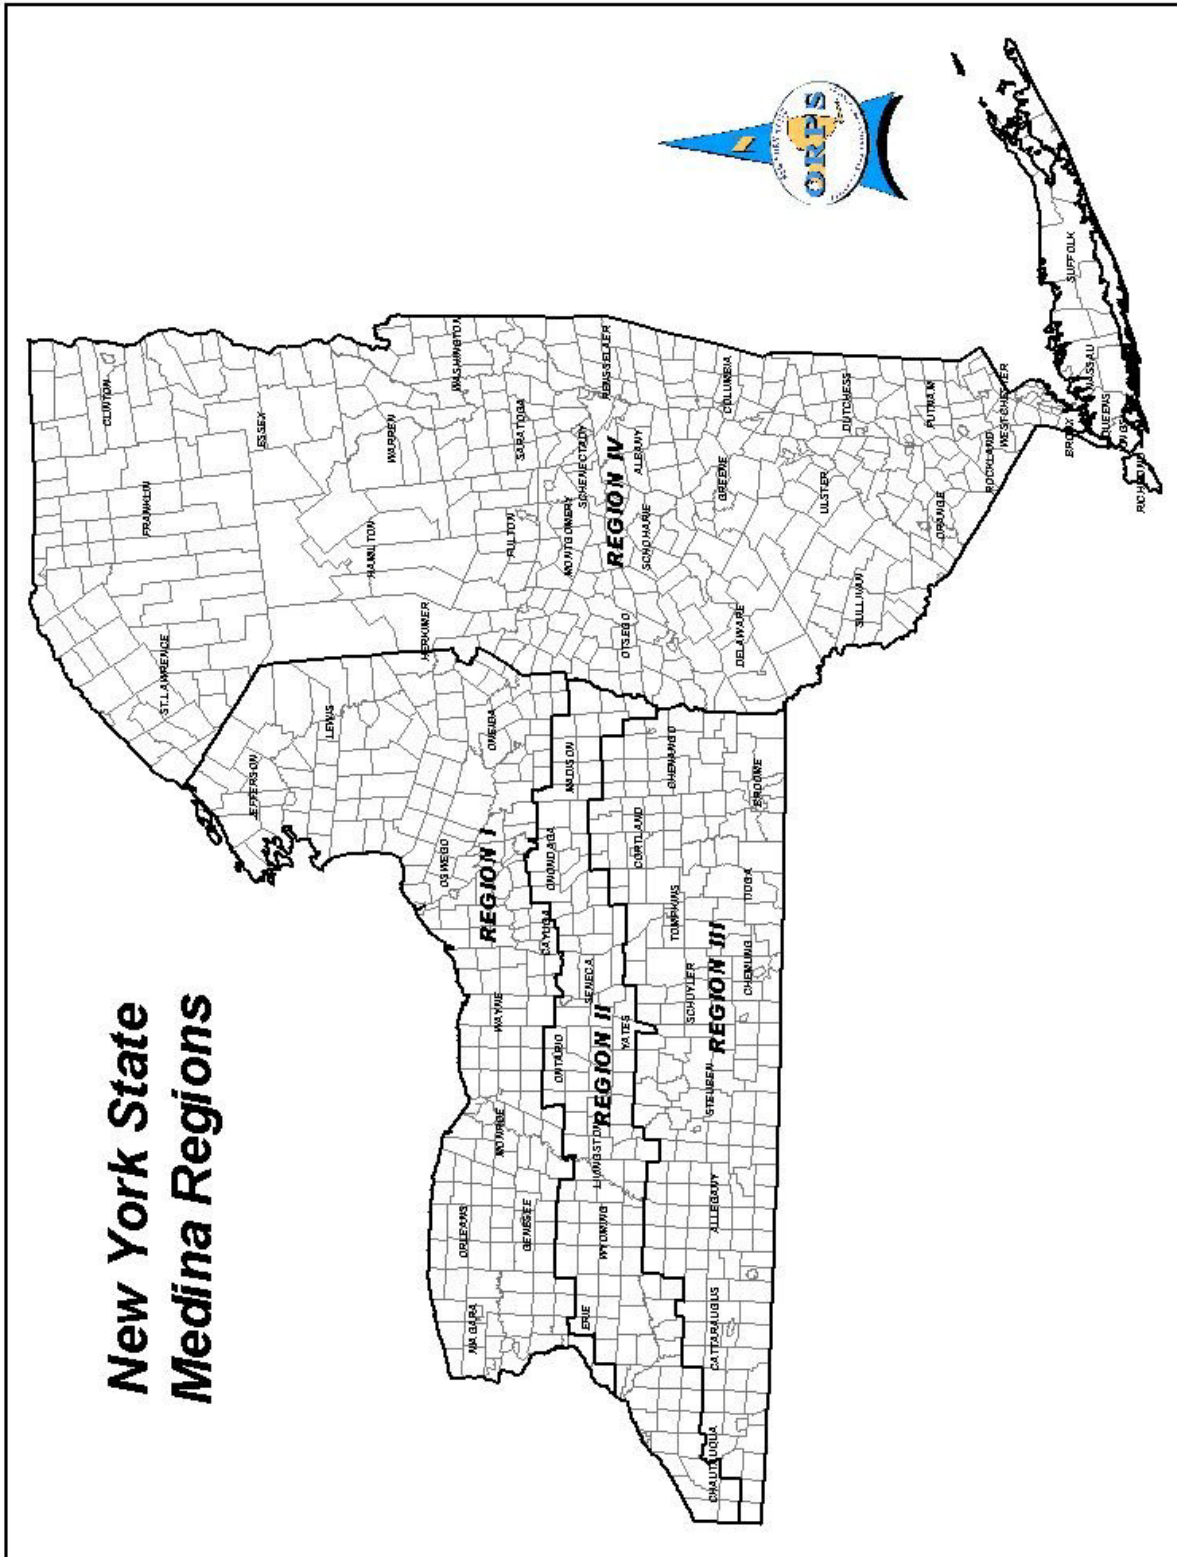 New York State
Medina Regions
CLINTON
FRANKLIN
ST.LAWRENCE
ESSEX
JEFFERSON
LEWIS
HAMILTON
WARREN
HERKIMER
WASHINGTON
OSWEGO
ONEIDA
FULTON
SARATOGA
REGION I
NIAGARA
ORLEANS
GENESEE
MONROE
WAYNE
CAYUGA
ONONDAGA
MADISON
MONTGOMERY
SCHENECTADY
RENSSELAER
REGION IV
ERIE
WYOMING
LIVINGSTON
ONTARIO
REGION II
YATES
SENECA
CORTLAND
CHENANGO
OTSEGO
SCHOHARIE
ALBANY
CHAUTAUQUA
CATTARAUGUS
ALLEGANY
STEUBEN
REGION III
SCHUYLER
CHEMUNG
TOMPKINS
TIOGA
BROOME
DELAWARE
GREENE
COLUMBIA
SULLIVAN
ULSTER
DUTCHESS
ORANGE
PUTNAM
ROCKLAND
WESTCHESTER
BRONX
QUEENS
NASSAU
SUFFOLK
ORPS